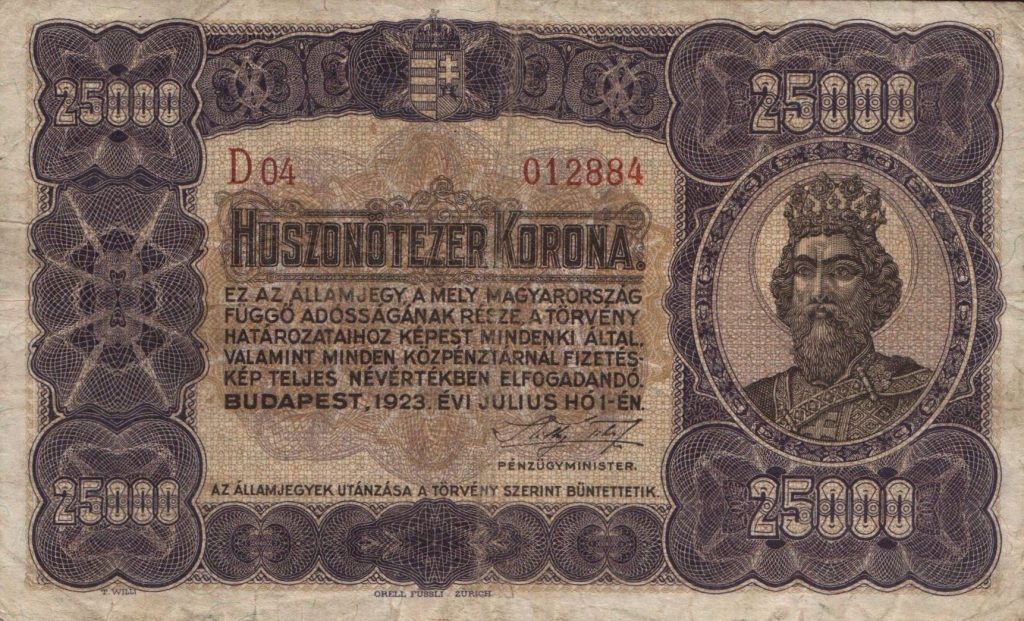 25000
25000
D 04
012884
HUSZONÖTEZER KORONA.
EZ AZ ÁLLAMJEGY, A MELY MAGYARORSZÁG
FÜGGŐ ADÓSSÁGÁNAK RÉSZE, A TÖRVÉNY
HATÁROZATAIHOZ KÉPEST MINDENKI ÁLTAL,
VALAMINT MINDEN KÖZPÉNZTÁRNÁL FIZETÉS-
KÉP TELJES NÉVÉRTÉKBEN ELFOGADANDÓ.
BUDAPEST, 1923. ÉVI JULIUS HÓ 1-ÉN.
PÉNZÜGYMINISTER.
AZ ÁLLAMJEGYEK UTÁNZÁSA A TÖRVÉNY SZERINT BÜNTETTETIK.
25000
25000
T. WILLI
ORELL FÜSSLI - ZÜRICH